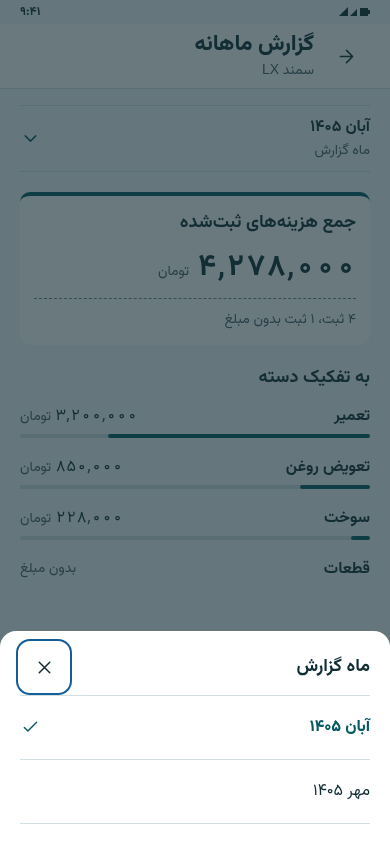 ۹:۴۱
گزارش ماهانه
سمند LX
آبان ۱۴۰۵
ماه گزارش
جمع هزینه‌های ثبت‌شده
۴,۲۷۸,۰۰۰ تومان
۴ ثبت، ۱ ثبت بدون مبلغ
به تفکیک دسته
تعمیر ۳,۲۰۰,۰۰۰ تومان
تعویض روغن ۸۵۰,۰۰۰ تومان
سوخت ۲۲۸,۰۰۰ تومان
قطعات بدون مبلغ
ماه گزارش
آبان ۱۴۰۵
مهر ۱۴۰۵